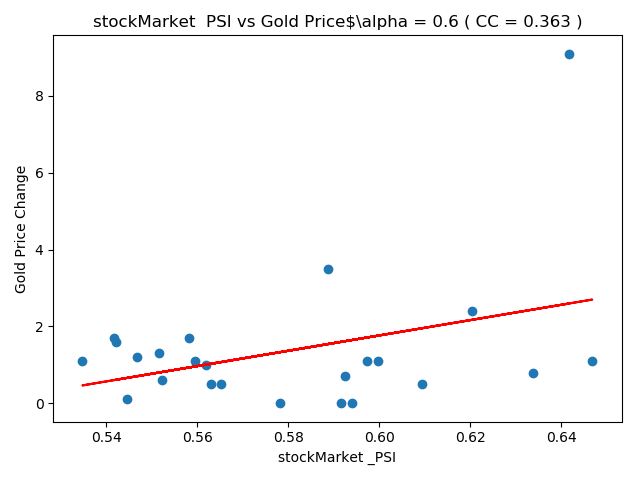 stockMarket  PSI vs Gold Price$\alpha = 0.6 ( CC = 0.363 )
8
6
4
2
0
Gold Price Change
0.54 0.56 0.58 0.60 0.62 0.64
stockMarket _PSI